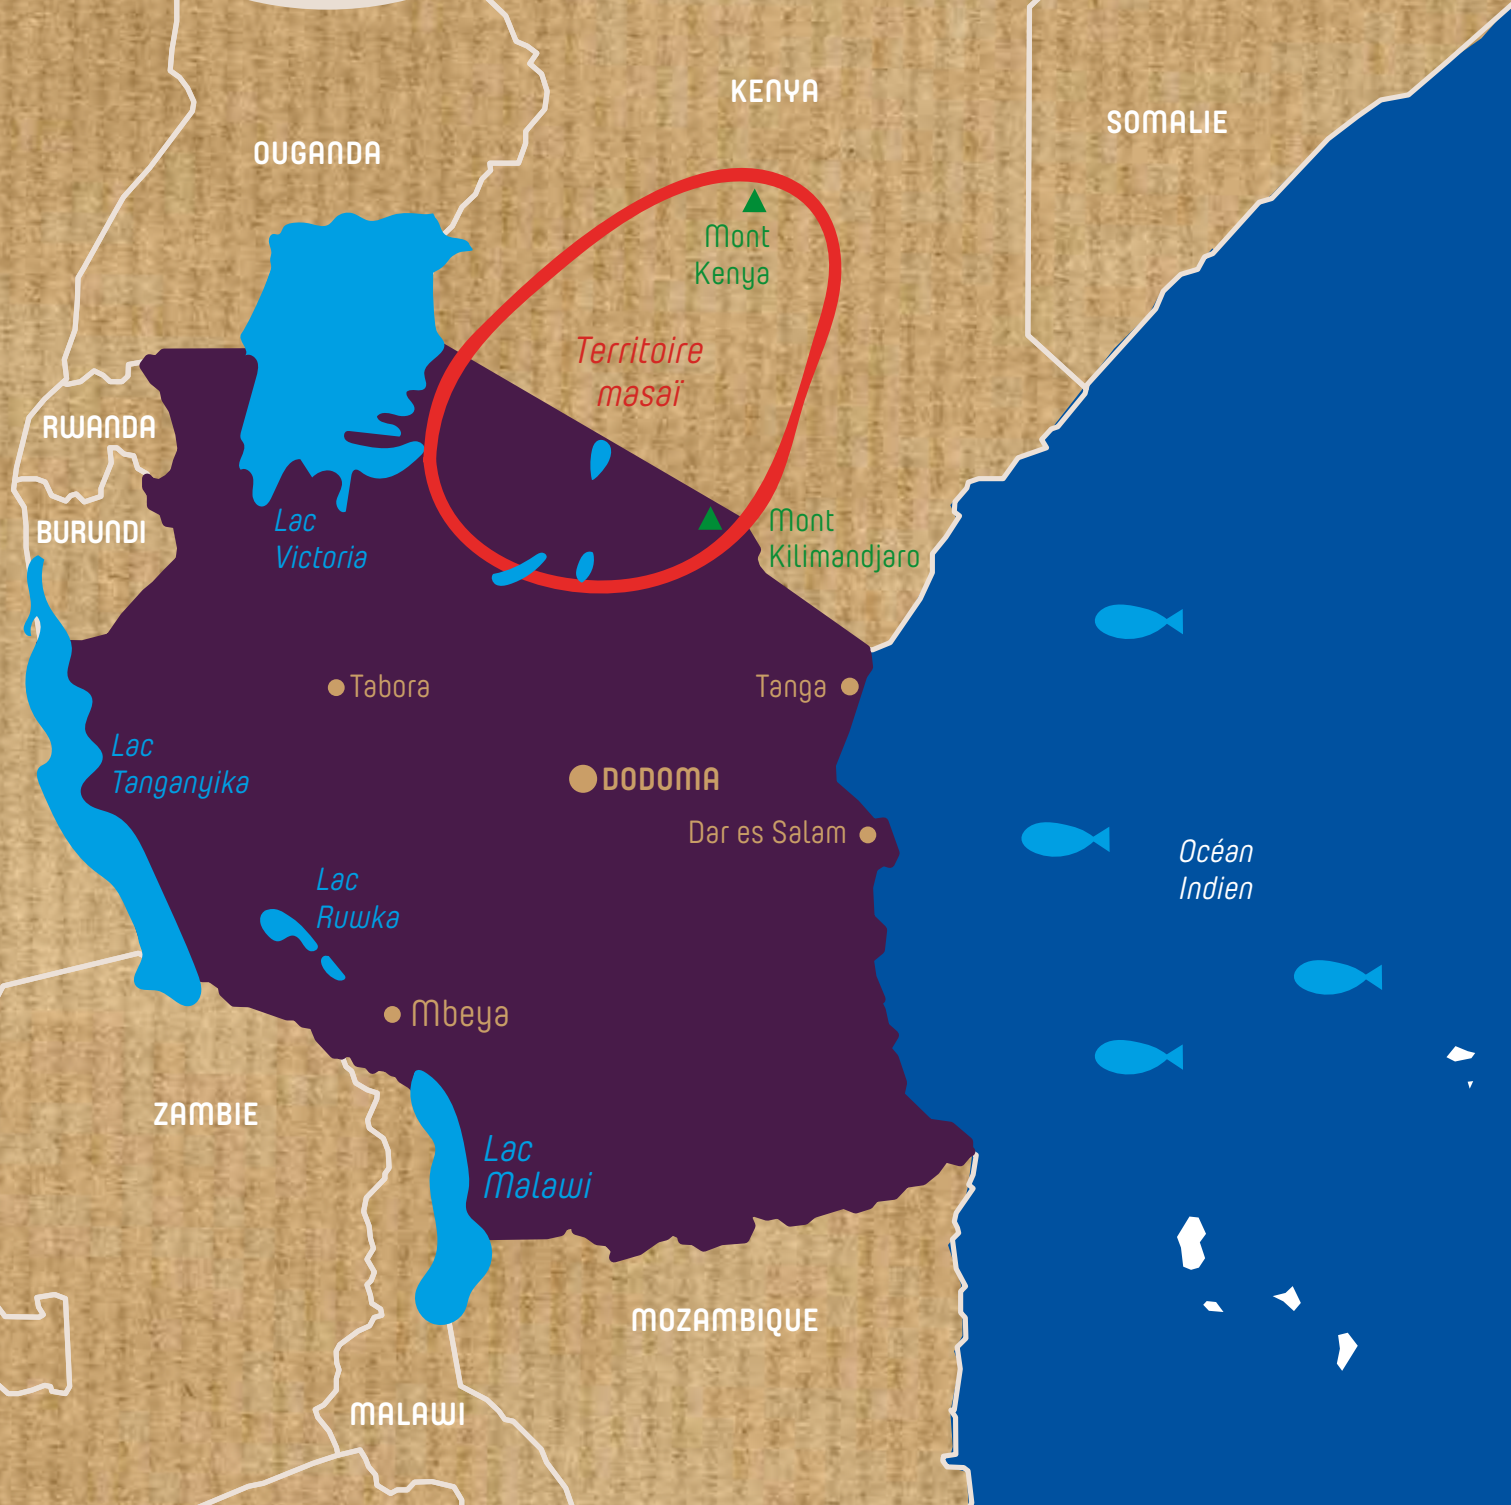 KENYA
SOMALIE
OUGANDA
Mont
Kenya
Territoire
masaï
RWANDA
BURUNDI
Lac
Victoria
Mont
Kilimandjaro
Tabora
Tanga
Lac
Tanganyika
DODOMA
Dar es Salam
Océan
Indien
Lac
Ruwka
Mbeya
ZAMBIE
Lac
Malawi
MOZAMBIQUE
MALAWI